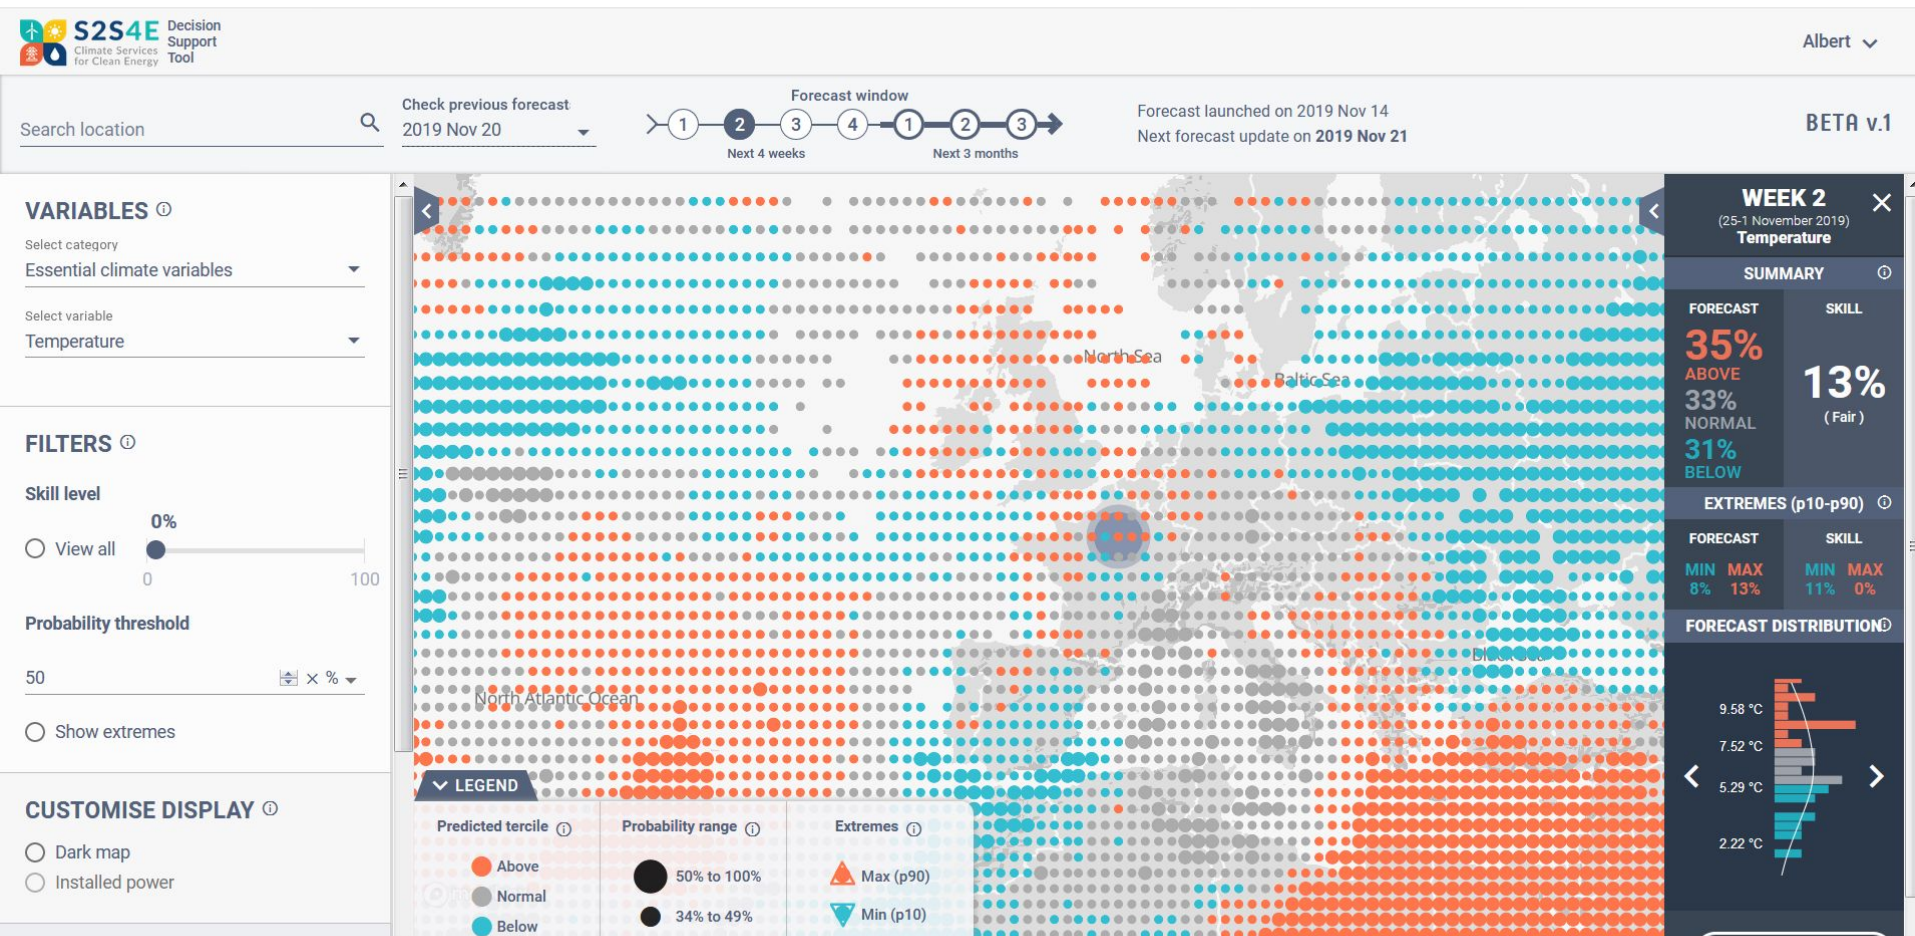 S2S4E
Climate Services
for Clean Energy
Decision
Support
Tool
Albert
Search location
Check previous forecast
2019 Nov 20
Forecast window
1 2 3 4 1 2 3
Next 4 weeks
Next 3 months
Forecast launched on 2019 Nov 14
Next forecast update on 2019 Nov 21
BETA v.1
VARIABLES
Select category
Essential climate variables
Select variable
Temperature
FILTERS
Skill level
0%
View all
0 100
Probability threshold
50
× %
Show extremes
CUSTOMISE DISPLAY
Dark map
Installed power
North Sea
Baltic Sea
North Atlantic Ocean
LEGEND
Predicted tercile
Above
Normal
Below
Probability range
50% to 100%
34% to 49%
Extremes
Max (p90)
Min (p10)
WEEK 2
(25-1 November 2019)
Temperature
SUMMARY
FORECAST
35%
ABOVE
33%
NORMAL
31%
BELOW
SKILL
13%
( Fair )
EXTREMES (p10-p90)
FORECAST SKILL
MIN MAX MIN MAX
8% 13% 11% 0%
FORECAST DISTRIBUTION
9.58 °C
7.52 °C
5.29 °C
2.22 °C